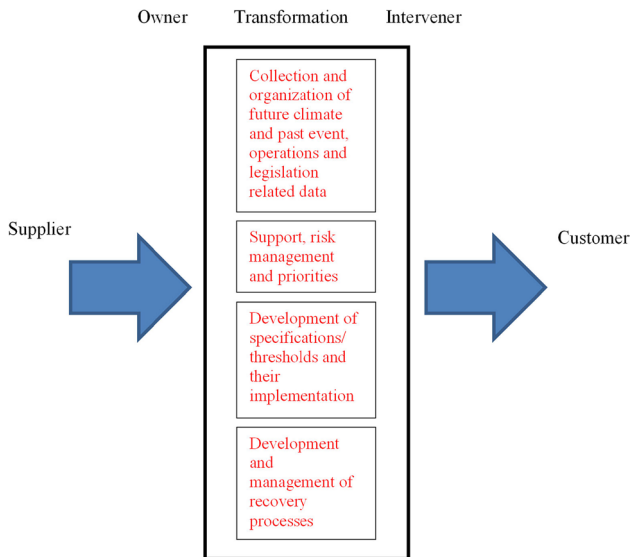 Owner Transformation Intervener
Collection and
organization of
future climate
and past event,
operations and
legislation
related data
Supplier
Customer
Support, risk
management
and priorities
Development of
specifications/
thresholds and
their
implementation
Development
and
management of
recovery
processes